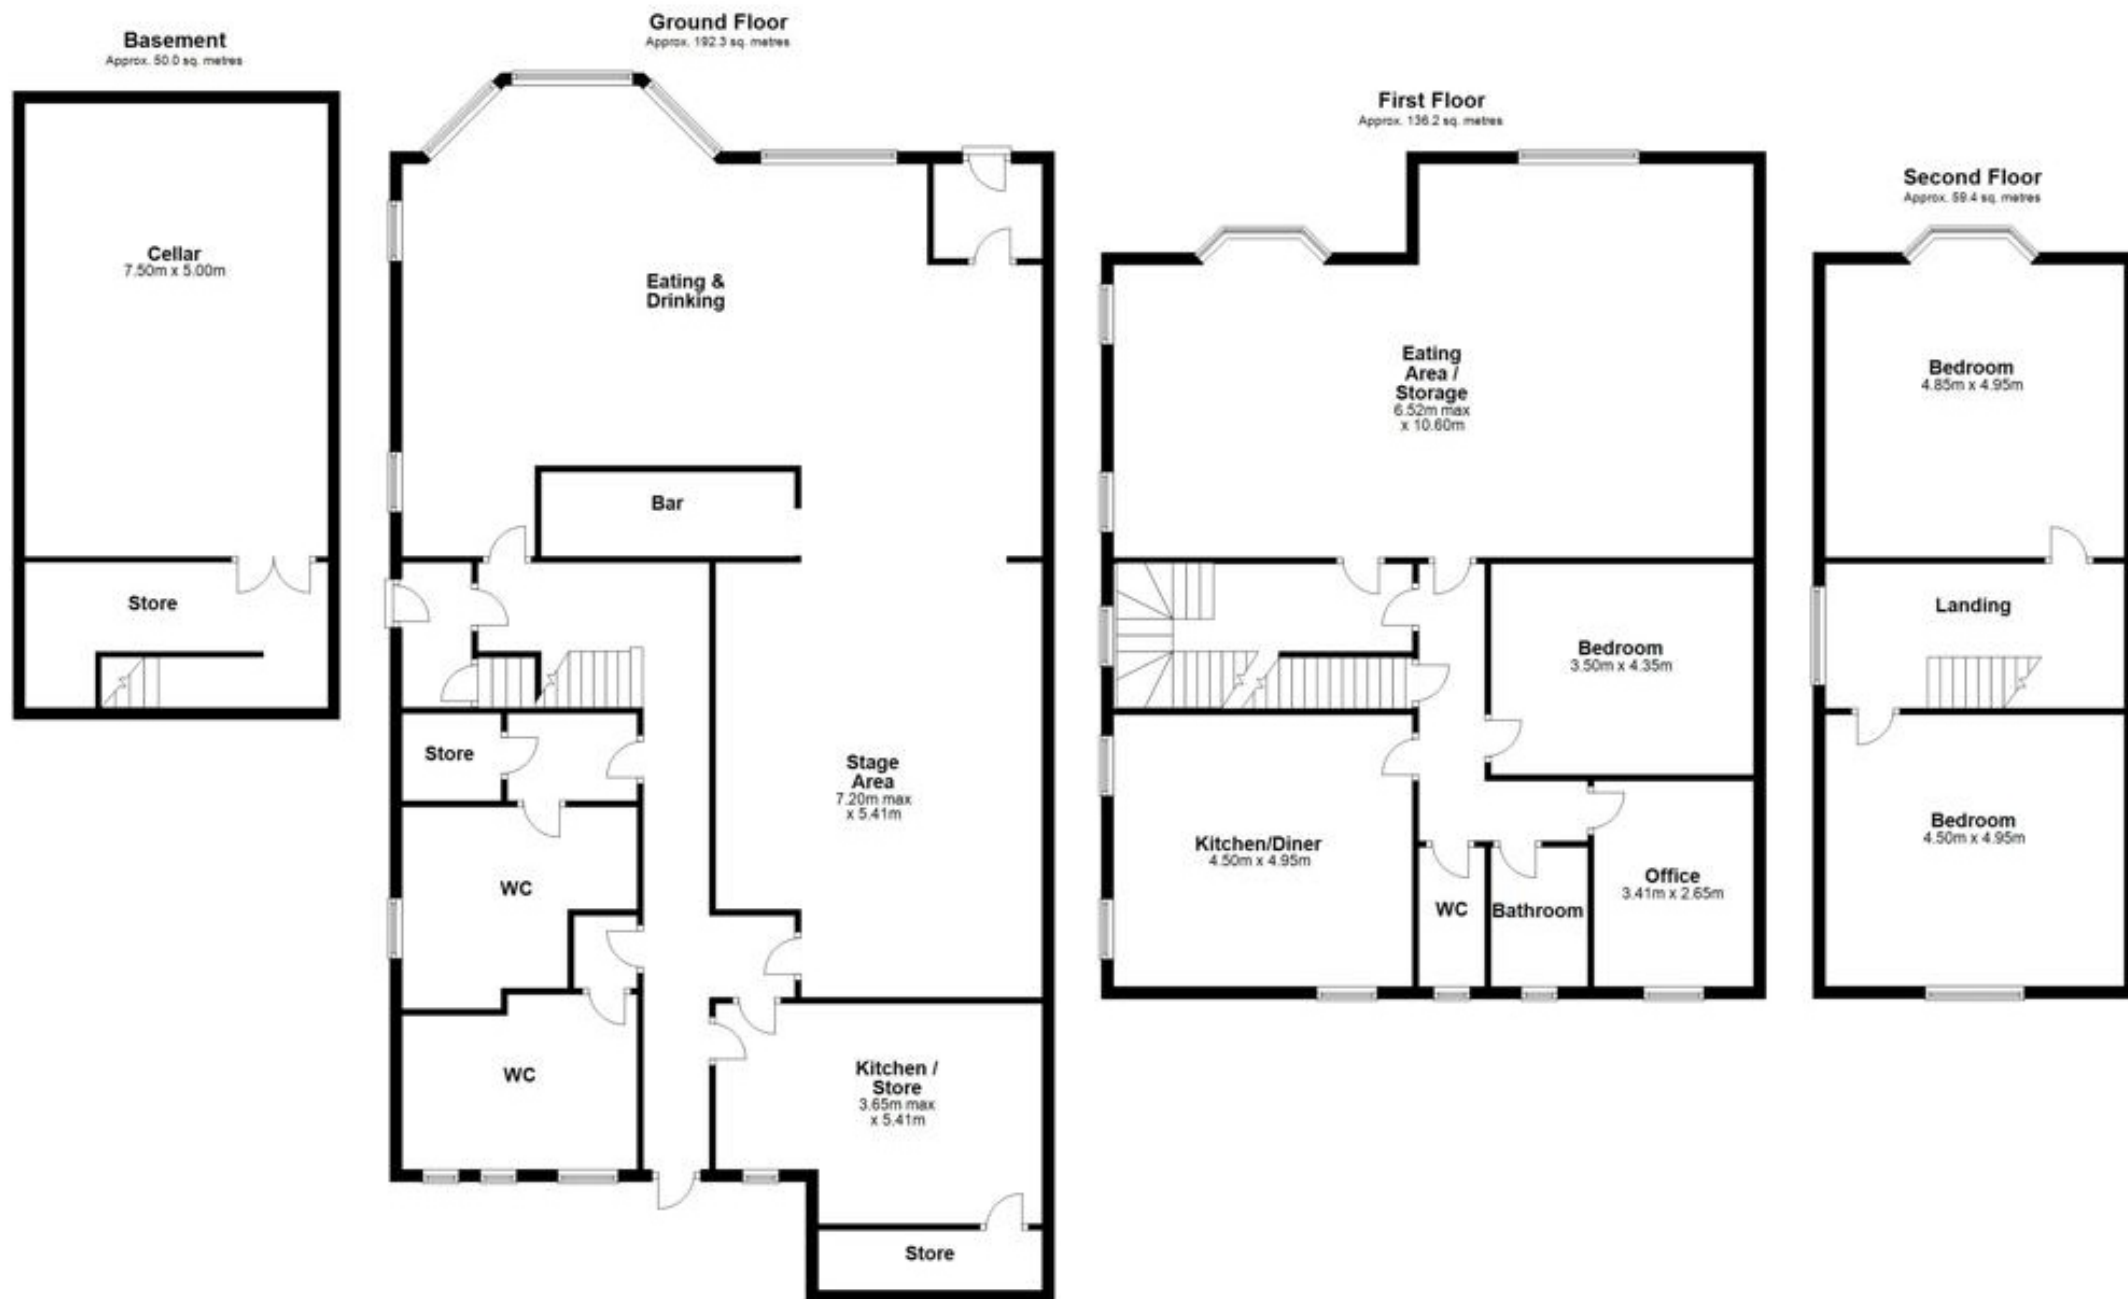 Basement
Approx. 50.0 sq. metres
Cellar
7.50m x 5.00m
Store
Ground Floor
Approx. 192.3 sq. metres
Eating &
Drinking
Bar
Store
WC
WC
Stage
Area
7.20m max
x 5.41m
Kitchen /
Store
3.65m max
x 5.41m
Store
First Floor
Approx. 136.2 sq. metres
Eating
Area /
Storage
6.52m max
x 10.60m
Bedroom
3.50m x 4.35m
Kitchen/Diner
4.50m x 4.95m
WC
Bathroom
Office
3.41m x 2.65m
Second Floor
Approx. 59.4 sq. metres
Bedroom
4.85m x 4.95m
Landing
Bedroom
4.50m x 4.95m